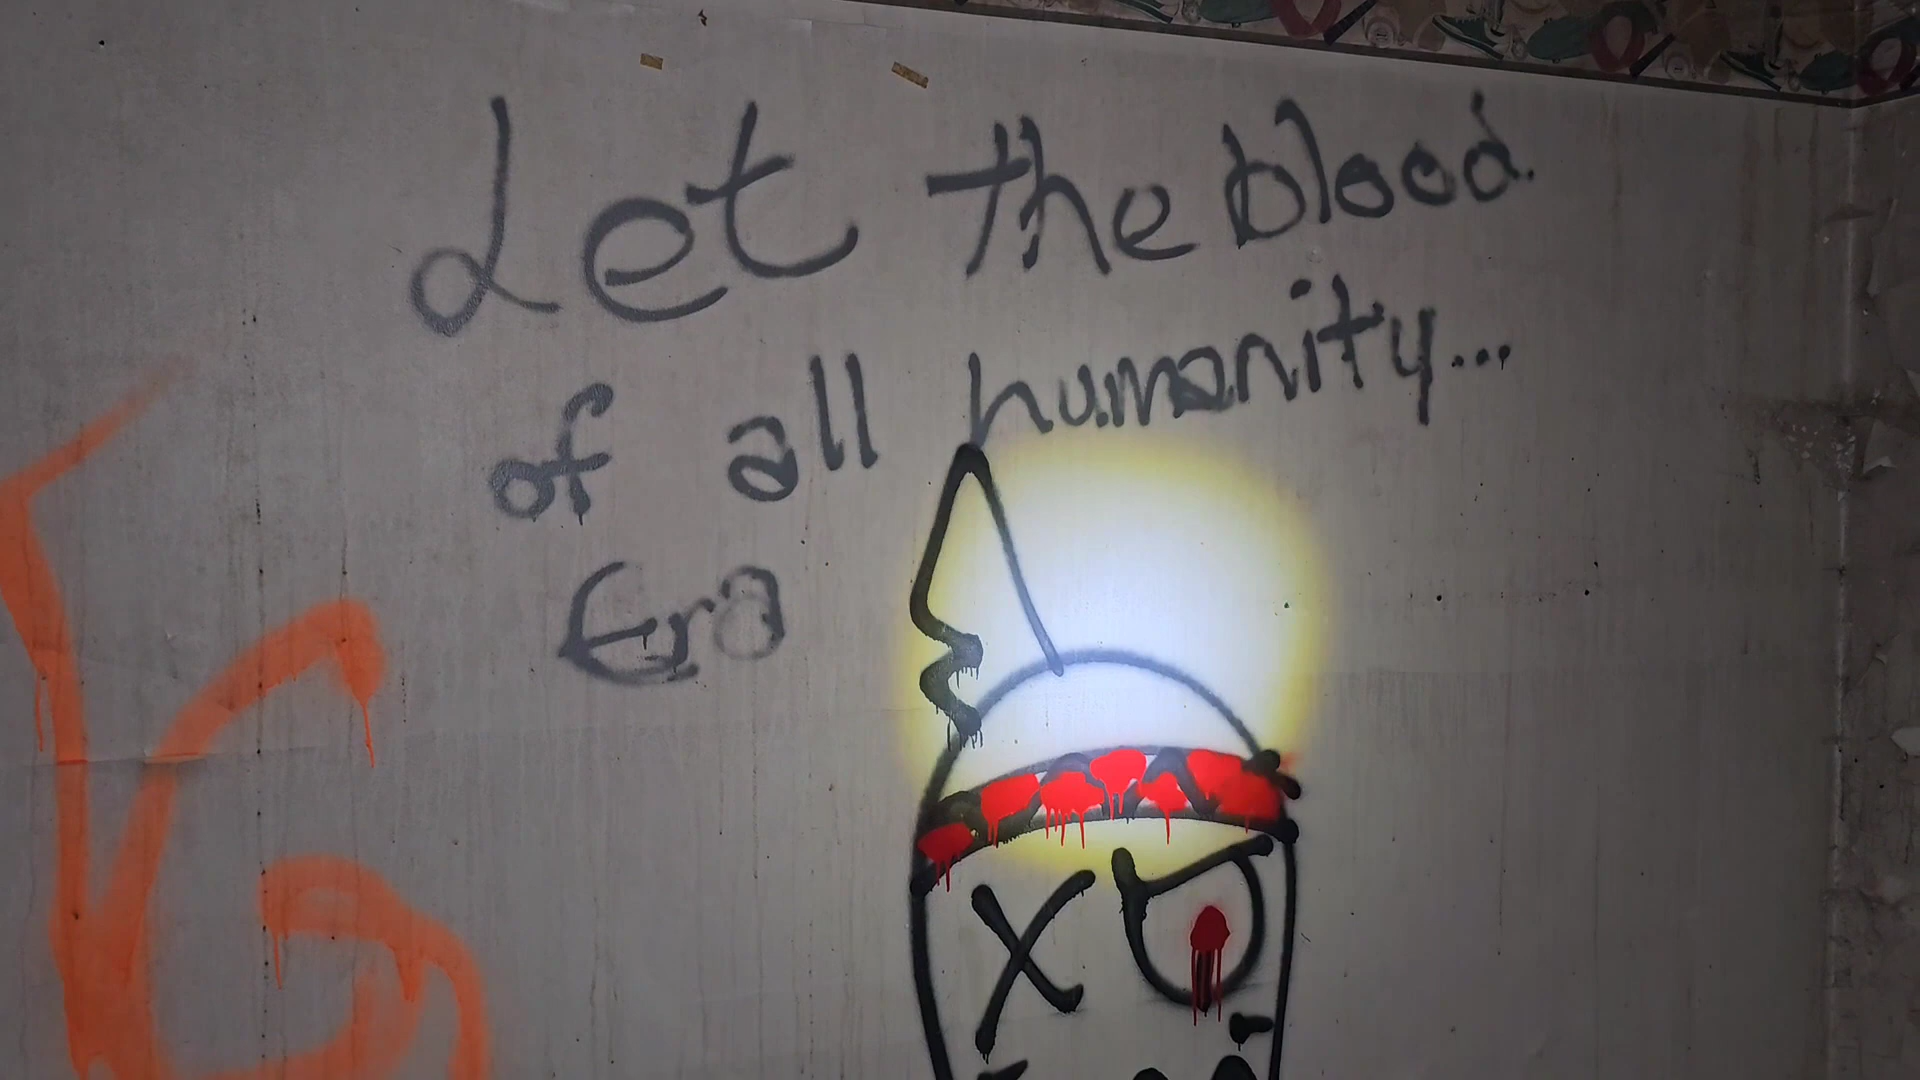 Let the blood.
of all humanity...
Era